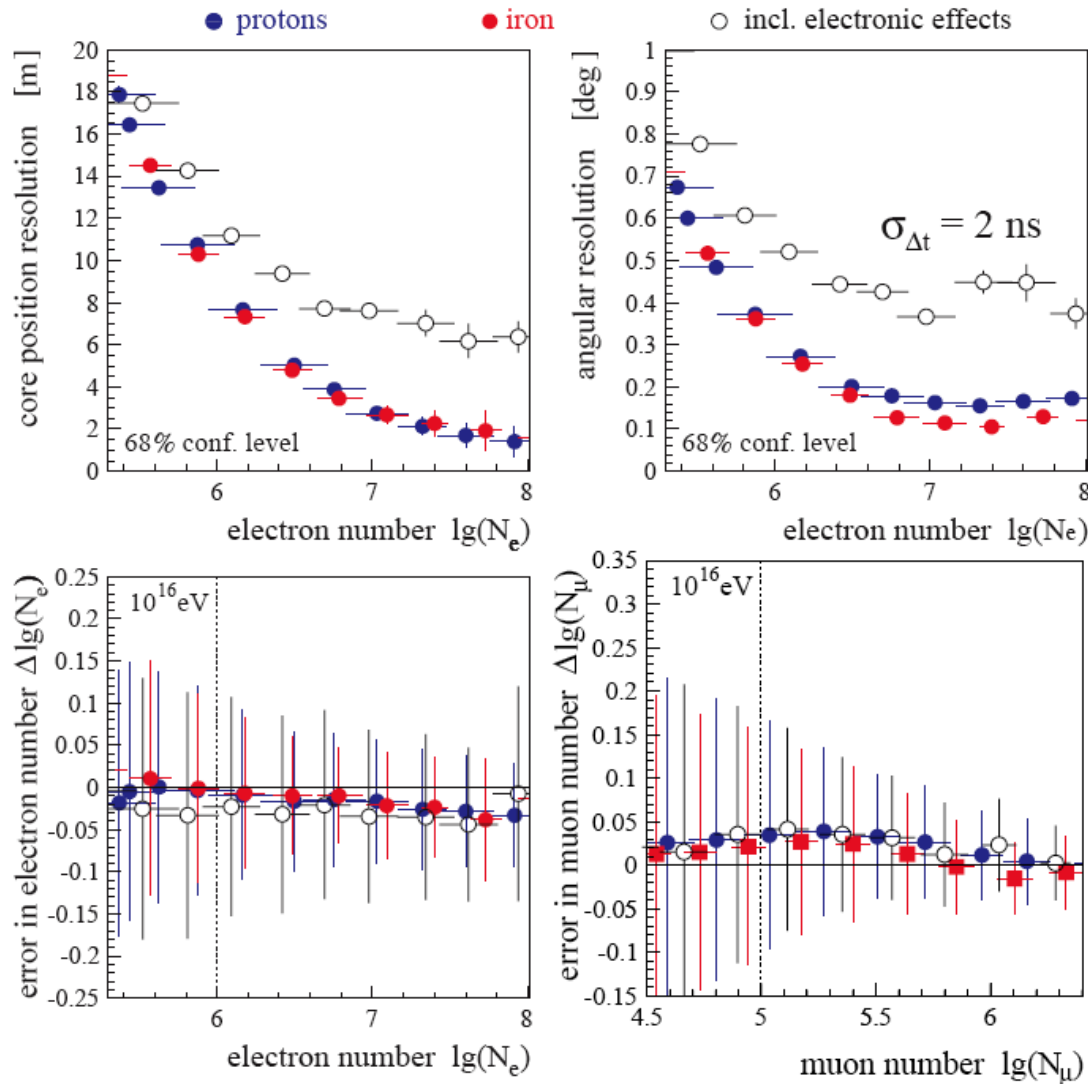 protons iron incl. electronic effects
core position resolution [m]
20
18
16
14
12
10
8
6
4
2
0
68% conf. level
6 7 8
electron number lg(N_e)
angular resolution [deg]
1
0.9
0.8
0.7
0.6
0.5
0.4
0.3
0.2
0.1
0
σ_Δt = 2 ns
68% conf. level
6 7 8
electron number lg(Ne)
error in electron number Δlg(N_e)
0.25
0.2
0.15
0.1
0.05
0
-0.05
-0.1
-0.15
-0.2
-0.25
10^16eV
6 7 8
electron number lg(N_e)
error in muon number Δlg(N_μ)
0.35
0.3
0.25
0.2
0.15
0.1
0.05
0
-0.05
-0.1
-0.15
10^16eV
4.5 5 5.5 6
muon number lg(N_μ)